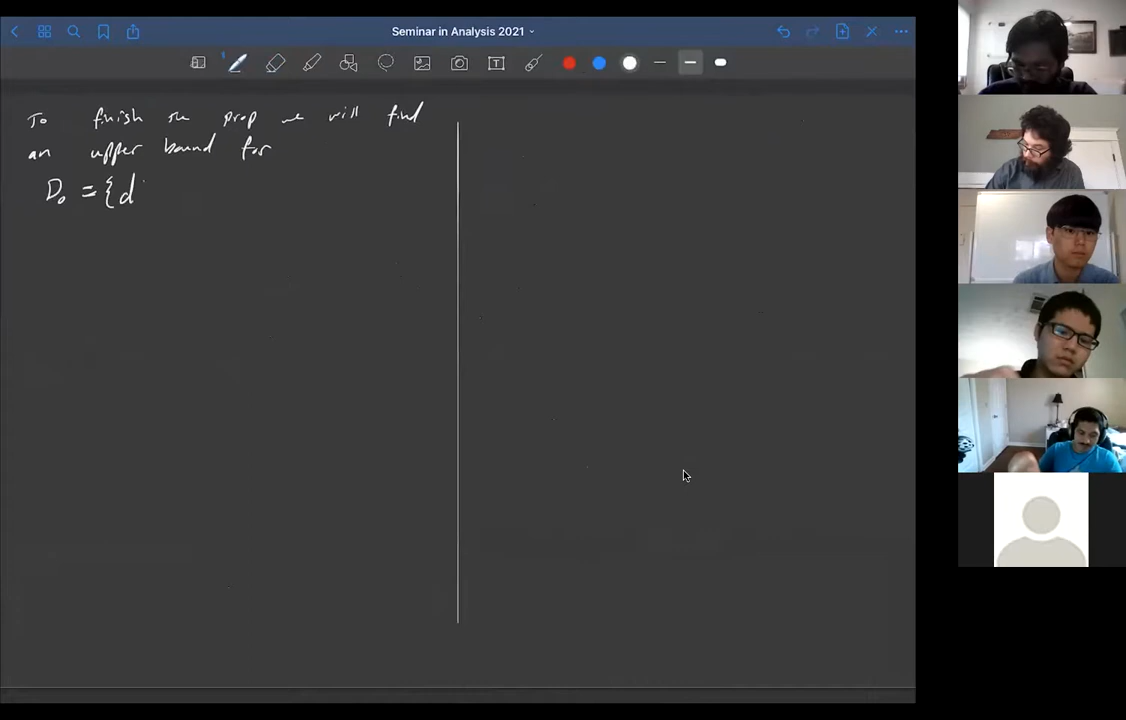 Seminar in Analysis 2021
To finish the prop we will find
an upper bound for
D₀ = {d